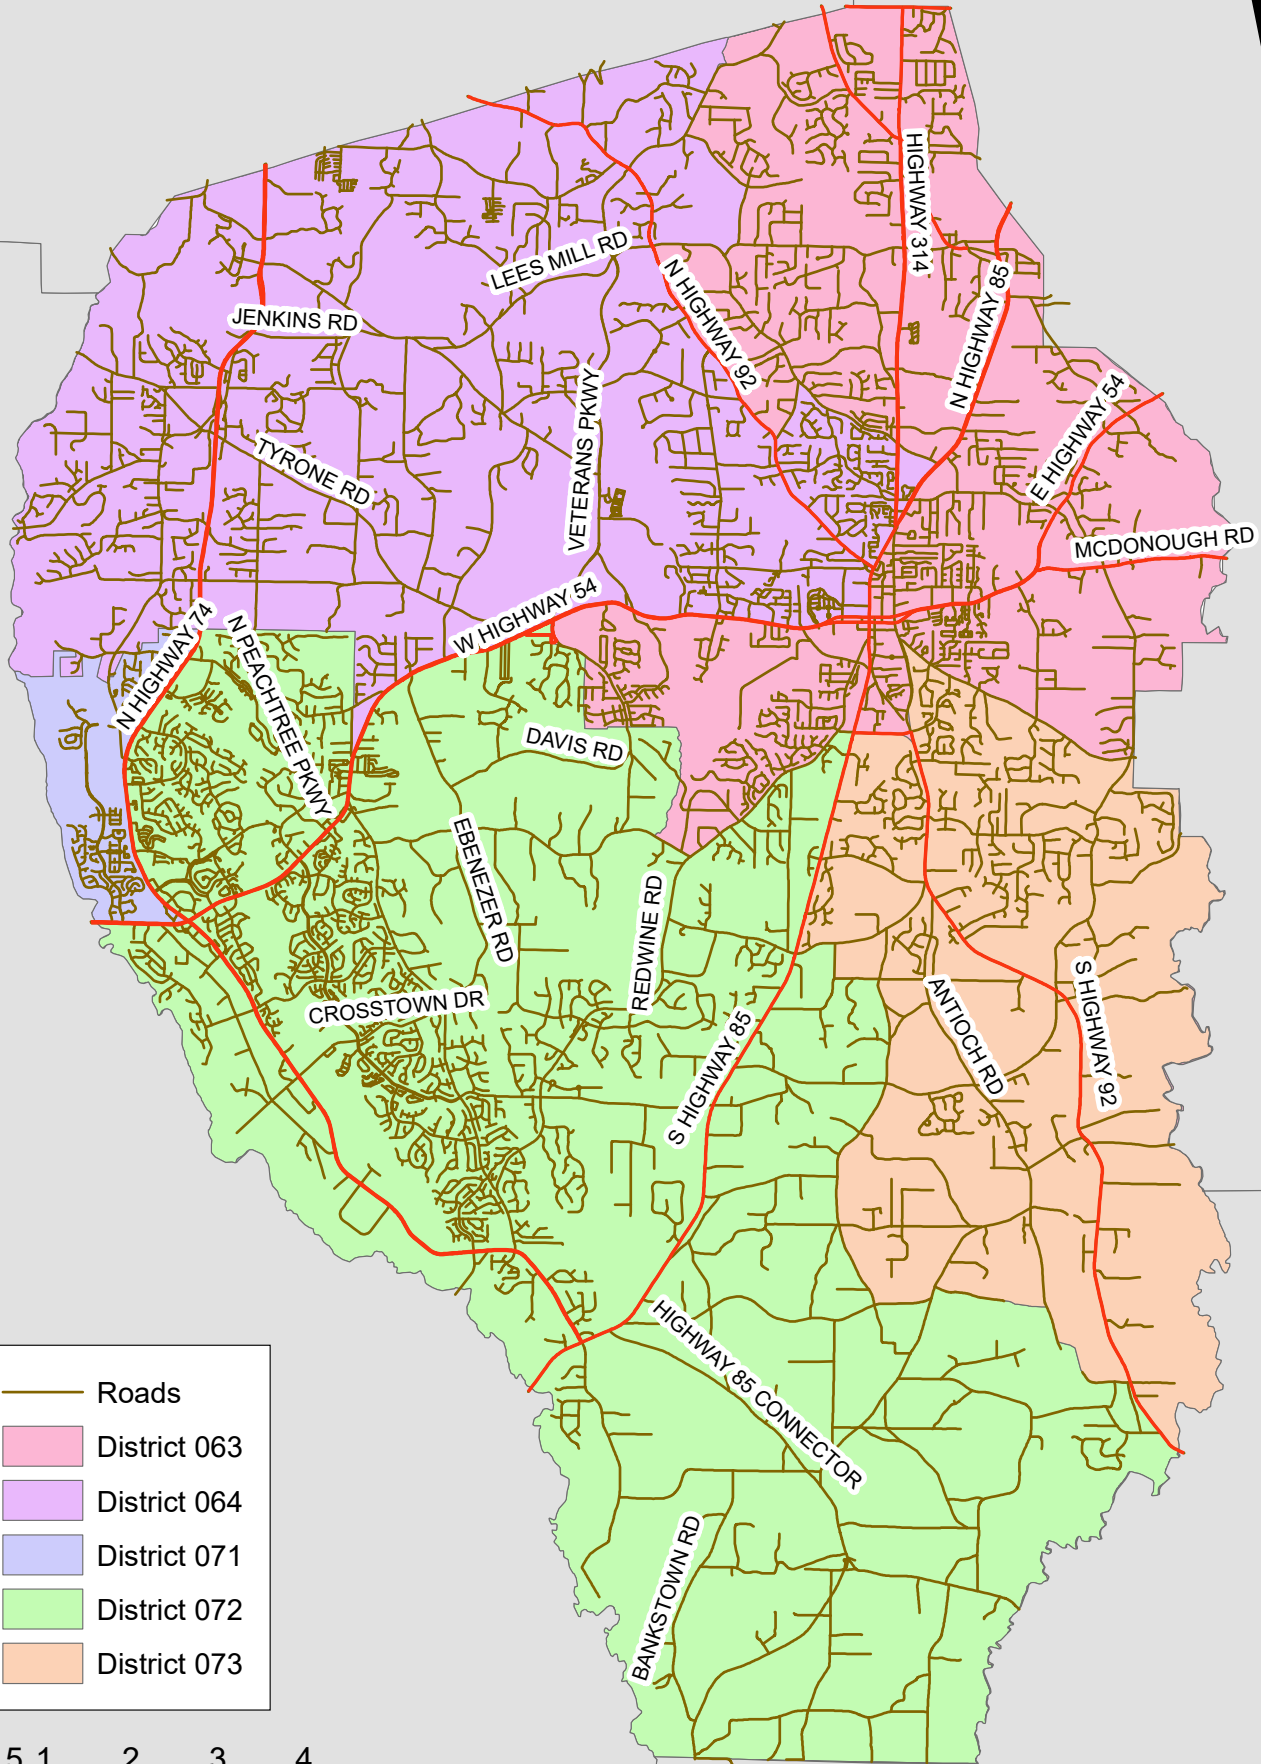 HIGHWAY 314
LEES MILL RD
N HIGHWAY 92
N HIGHWAY 85
JENKINS RD
VETERANS PKWY
E HIGHWAY 54
TYRONE RD
MCDONOUGH RD
W HIGHWAY 54
N HIGHWAY 74
N PEACHTREE PKWY
DAVIS RD
EBENEZER RD
REDWINE RD
CROSSTOWN DR
S HIGHWAY 85
ANTIOCH RD
S HIGHWAY 92
HIGHWAY 85 CONNECTOR
BANKSTOWN RD
Roads
District 063
District 064
District 071
District 072
District 073
5 1 2 3 4